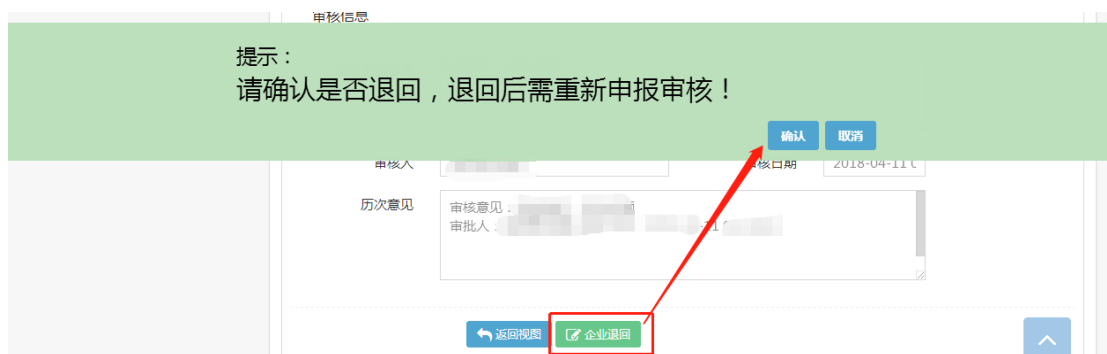 审核信息
提示：
请确认是否退回，退回后需重新申报审核！
确认 取消
审核人
核日期 2018-04-11
历次意见 审核意见：
审批人：
返回视图 企业退回